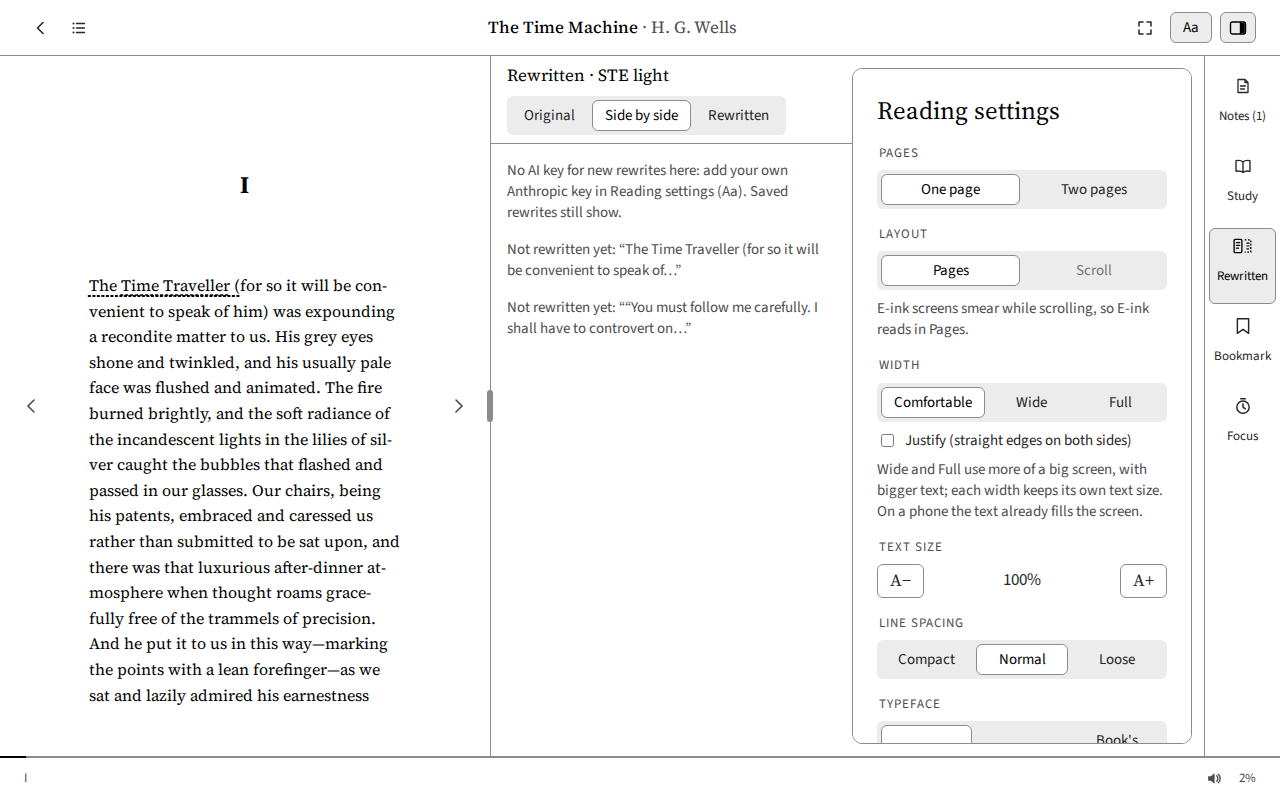 The Time Machine · H. G. Wells
Aa
I
The Time Traveller (for so it will be con-
venient to speak of him) was expounding
a recondite matter to us. His grey eyes
shone and twinkled, and his usually pale
face was flushed and animated. The fire
burned brightly, and the soft radiance of
the incandescent lights in the lilies of sil-
ver caught the bubbles that flashed and
passed in our glasses. Our chairs, being
his patents, embraced and caressed us
rather than submitted to be sat upon, and
there was that luxurious after-dinner at-
mosphere when thought roams grace-
fully free of the trammels of precision.
And he put it to us in this way—marking
the points with a lean forefinger—as we
sat and lazily admired his earnestness
Rewritten · STE light
Original Side by side Rewritten
No AI key for new rewrites here: add your own
Anthropic key in Reading settings (Aa). Saved
rewrites still show.
Not rewritten yet: “The Time Traveller (for so it will
be convenient to speak of…”
Not rewritten yet: ““You must follow me carefully. I
shall have to controvert on…”
Reading settings
PAGES
One page Two pages
LAYOUT
Pages Scroll
E-ink screens smear while scrolling, so E-ink
reads in Pages.
WIDTH
Comfortable Wide Full
Justify (straight edges on both sides)
Wide and Full use more of a big screen, with
bigger text; each width keeps its own text size.
On a phone the text already fills the screen.
TEXT SIZE
A− 100% A+
LINE SPACING
Compact Normal Loose
TYPEFACE
Book's
Notes (1)
Study
Rewritten
Bookmark
Focus
I
2%